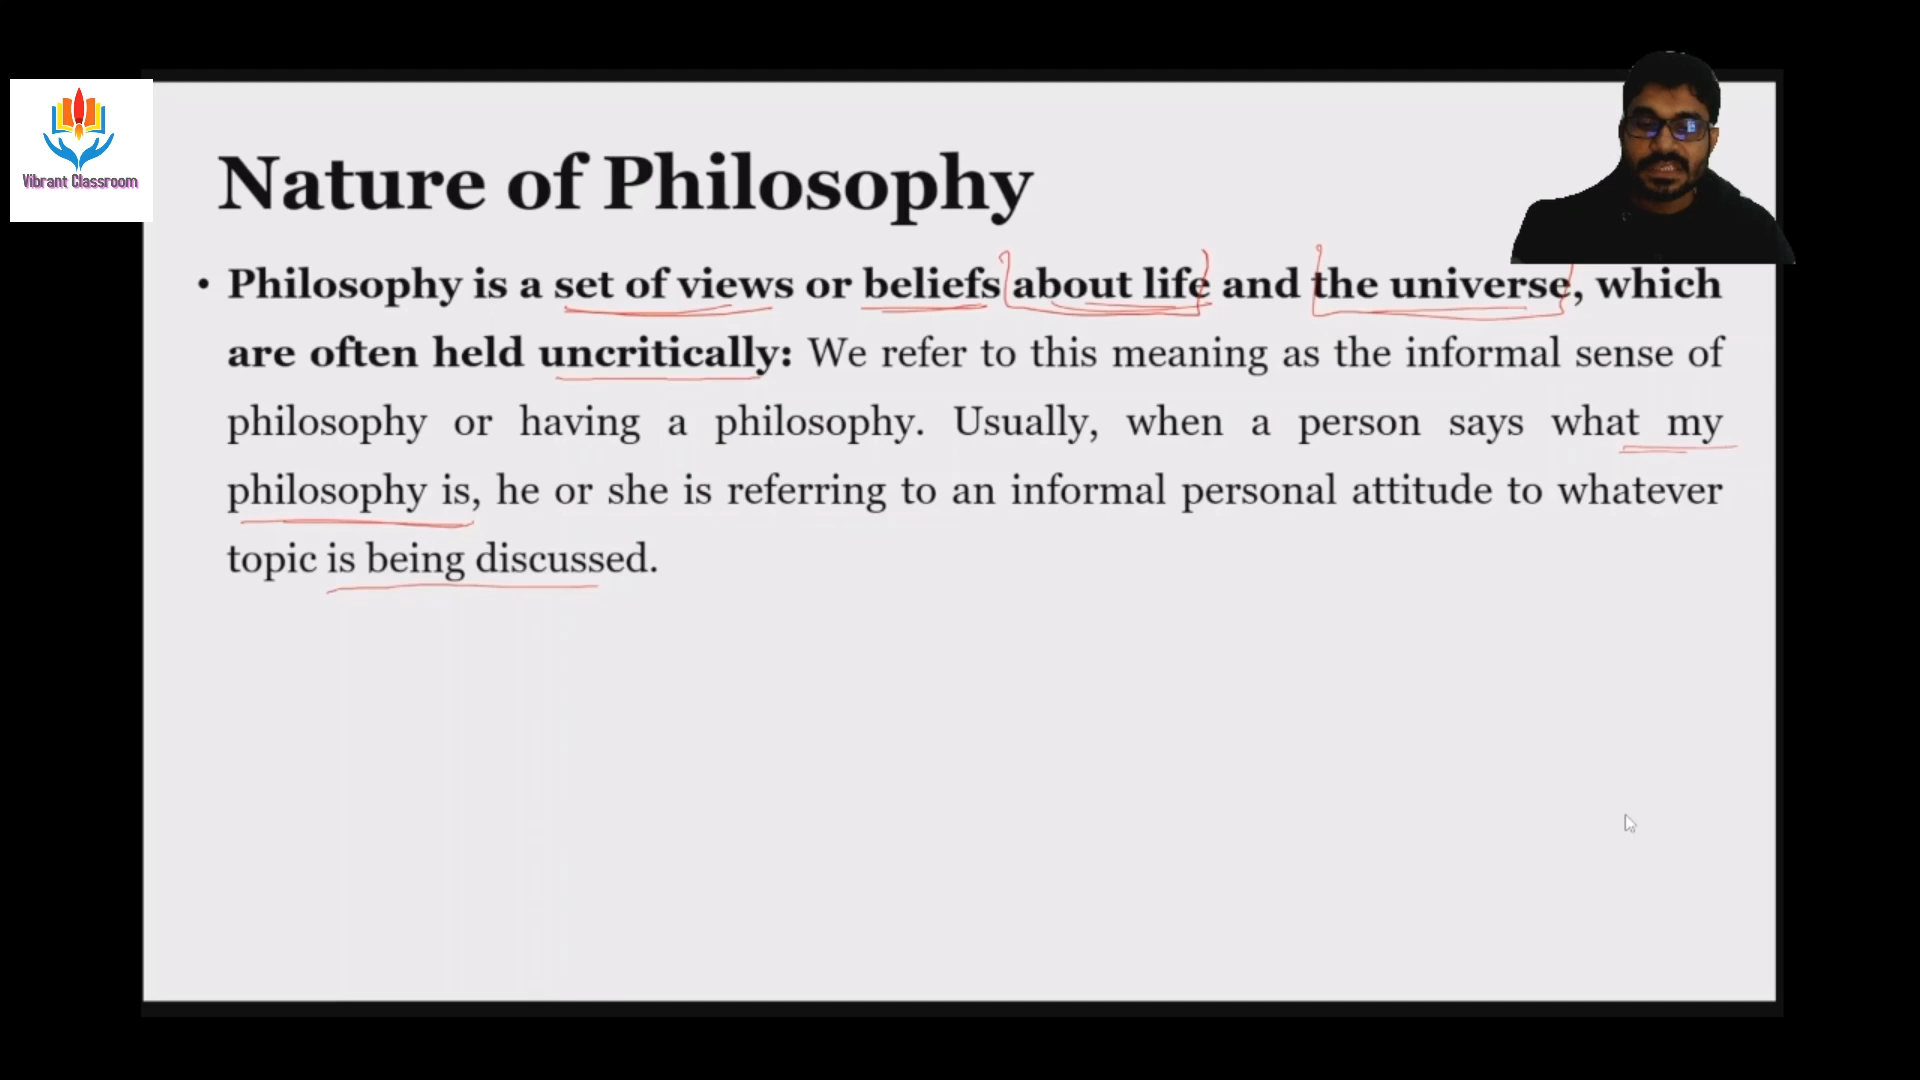 Vibrant Classroom
Nature of Philosophy
• Philosophy is a set of views or beliefs about life and the universe, which
are often held uncritically: We refer to this meaning as the informal sense of
philosophy or having a philosophy. Usually, when a person says what my
philosophy is, he or she is referring to an informal personal attitude to whatever
topic is being discussed.